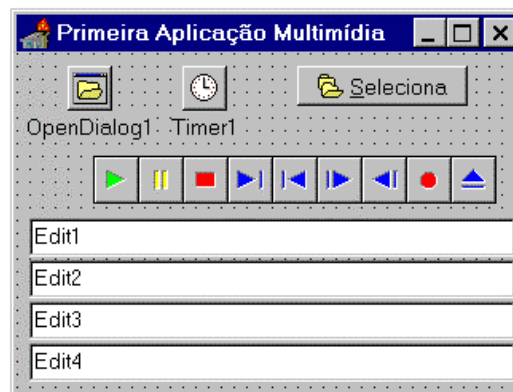 Primeira Aplicação Multimídia
Seleciona
OpenDialog1 Timer1
Edit1
Edit2
Edit3
Edit4